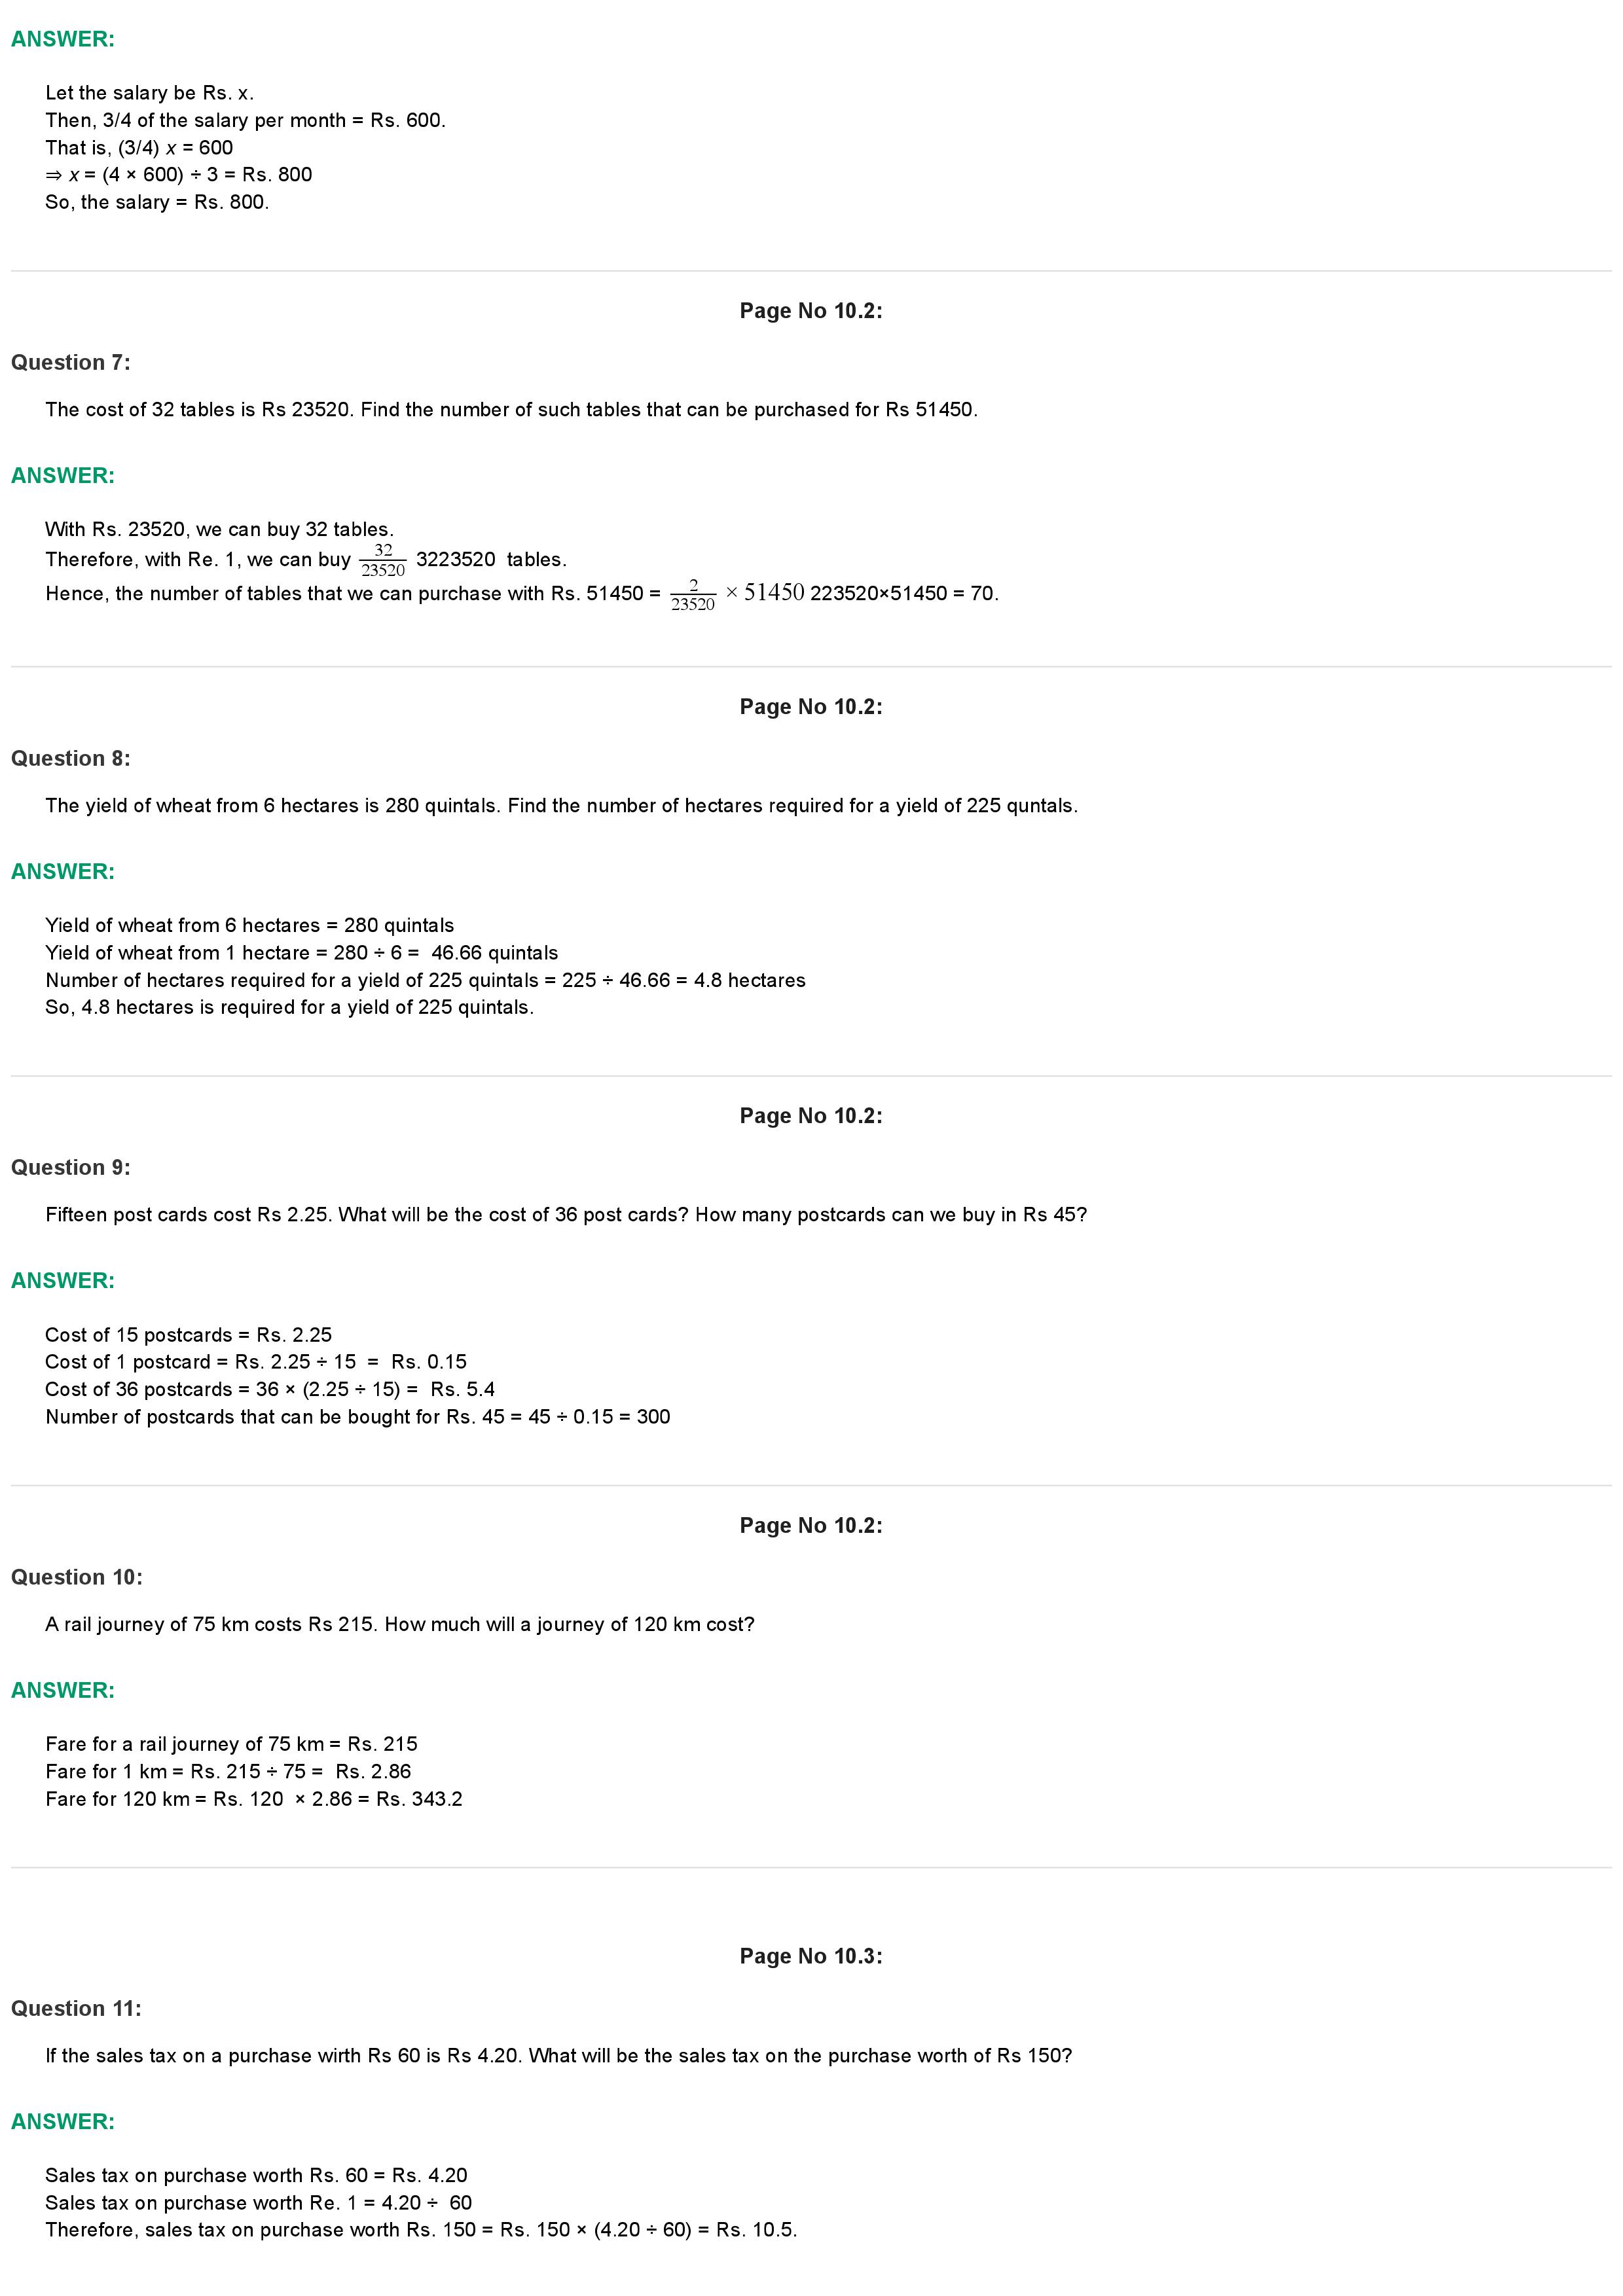 ANSWER:
Let the salary be Rs. x.
Then, 3/4 of the salary per month = Rs. 600.
That is, (3/4) x = 600
⇒ x = (4 × 600) ÷ 3 = Rs. 800
So, the salary = Rs. 800.
Page No 10.2:
Question 7:
The cost of 32 tables is Rs 23520. Find the number of such tables that can be purchased for Rs 51450.
ANSWER:
With Rs. 23520, we can buy 32 tables.
Therefore, with Re. 1, we can buy 32/23520 3223520 tables.
Hence, the number of tables that we can purchase with Rs. 51450 = 2/23520 × 51450 223520×51450 = 70.
Page No 10.2:
Question 8:
The yield of wheat from 6 hectares is 280 quintals. Find the number of hectares required for a yield of 225 quntals.
ANSWER:
Yield of wheat from 6 hectares = 280 quintals
Yield of wheat from 1 hectare = 280 ÷ 6 = 46.66 quintals
Number of hectares required for a yield of 225 quintals = 225 ÷ 46.66 = 4.8 hectares
So, 4.8 hectares is required for a yield of 225 quintals.
Page No 10.2:
Question 9:
Fifteen post cards cost Rs 2.25. What will be the cost of 36 post cards? How many postcards can we buy in Rs 45?
ANSWER:
Cost of 15 postcards = Rs. 2.25
Cost of 1 postcard = Rs. 2.25 ÷ 15 = Rs. 0.15
Cost of 36 postcards = 36 × (2.25 ÷ 15) = Rs. 5.4
Number of postcards that can be bought for Rs. 45 = 45 ÷ 0.15 = 300
Page No 10.2:
Question 10:
A rail journey of 75 km costs Rs 215. How much will a journey of 120 km cost?
ANSWER:
Fare for a rail journey of 75 km = Rs. 215
Fare for 1 km = Rs. 215 ÷ 75 = Rs. 2.86
Fare for 120 km = Rs. 120 × 2.86 = Rs. 343.2
Page No 10.3:
Question 11:
If the sales tax on a purchase wirth Rs 60 is Rs 4.20. What will be the sales tax on the purchase worth of Rs 150?
ANSWER:
Sales tax on purchase worth Rs. 60 = Rs. 4.20
Sales tax on purchase worth Re. 1 = 4.20 ÷ 60
Therefore, sales tax on purchase worth Rs. 150 = Rs. 150 × (4.20 ÷ 60) = Rs. 10.5.